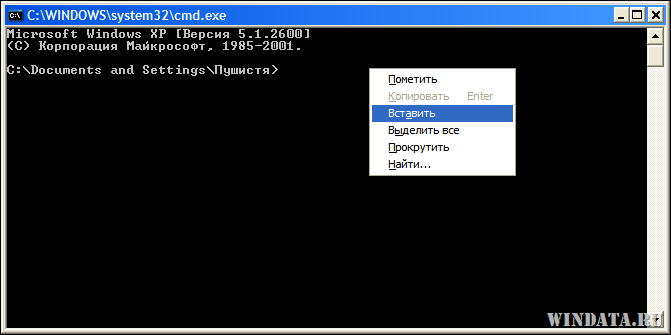 C:\WINDOWS\system32\cmd.exe
Microsoft Windows XP [Версия 5.1.2600]
(C) Корпорация Майкрософт, 1985-2001.
C:\Documents and Settings\Пушистя>
Пометить
Копировать Enter
Вставить
Выделить все
Прокрутить
Найти...
WINDATA.RU